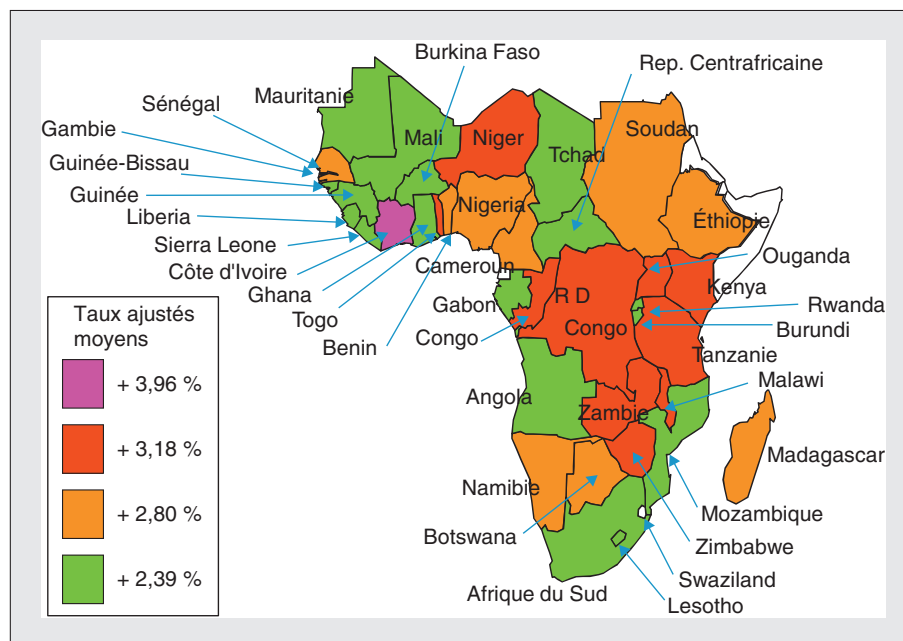 Burkina Faso
Rep. Centrafricaine
Sénégal
Mauritanie
Gambie
Mali
Niger
Tchad
Soudan
Guinée-Bissau
Guinée
Nigeria
Éthiopie
Liberia
Sierra Leone
Côte d'Ivoire
Cameroun
Ouganda
Ghana
Kenya
Togo
Gabon
R D
Congo
Rwanda
Benin
Congo
Burundi
Tanzanie
Malawi
Angola
Zambie
Madagascar
Namibie
Mozambique
Botswana
Zimbabwe
Swaziland
Afrique du Sud
Lesotho
Taux ajustés
moyens
+ 3,96 %
+ 3,18 %
+ 2,80 %
+ 2,39 %